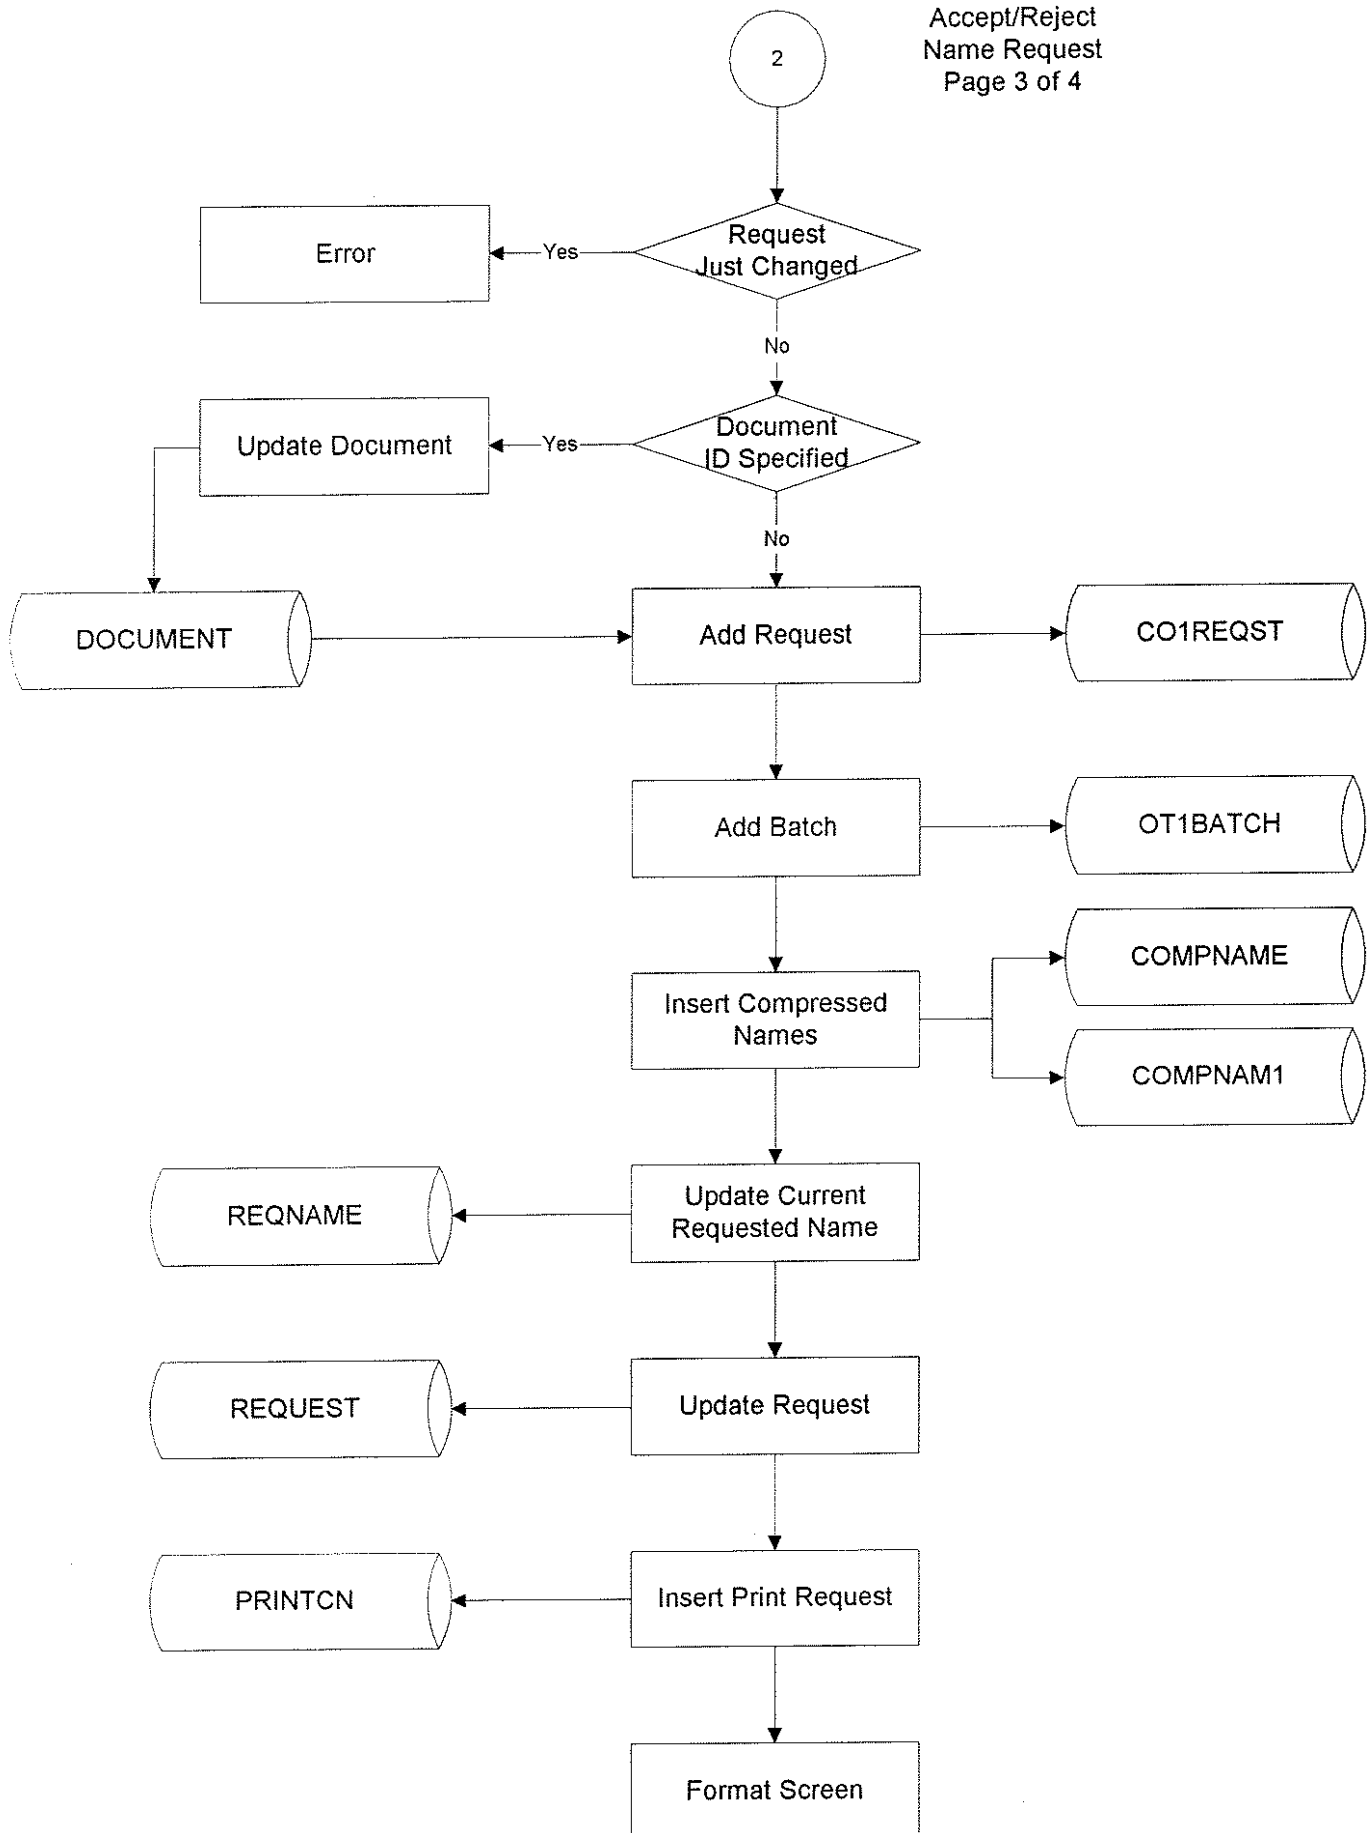 Accept/Reject
Name Request
Page 3 of 4
2
Request
Just Changed
Yes
Error
No
Document
ID Specified
Yes
Update Document
No
DOCUMENT
Add Request
CO1REQST
Add Batch
OT1BATCH
Insert Compressed
Names
COMPNAME
COMPNAM1
Update Current
Requested Name
REQNAME
Update Request
REQUEST
Insert Print Request
PRINTCN
Format Screen